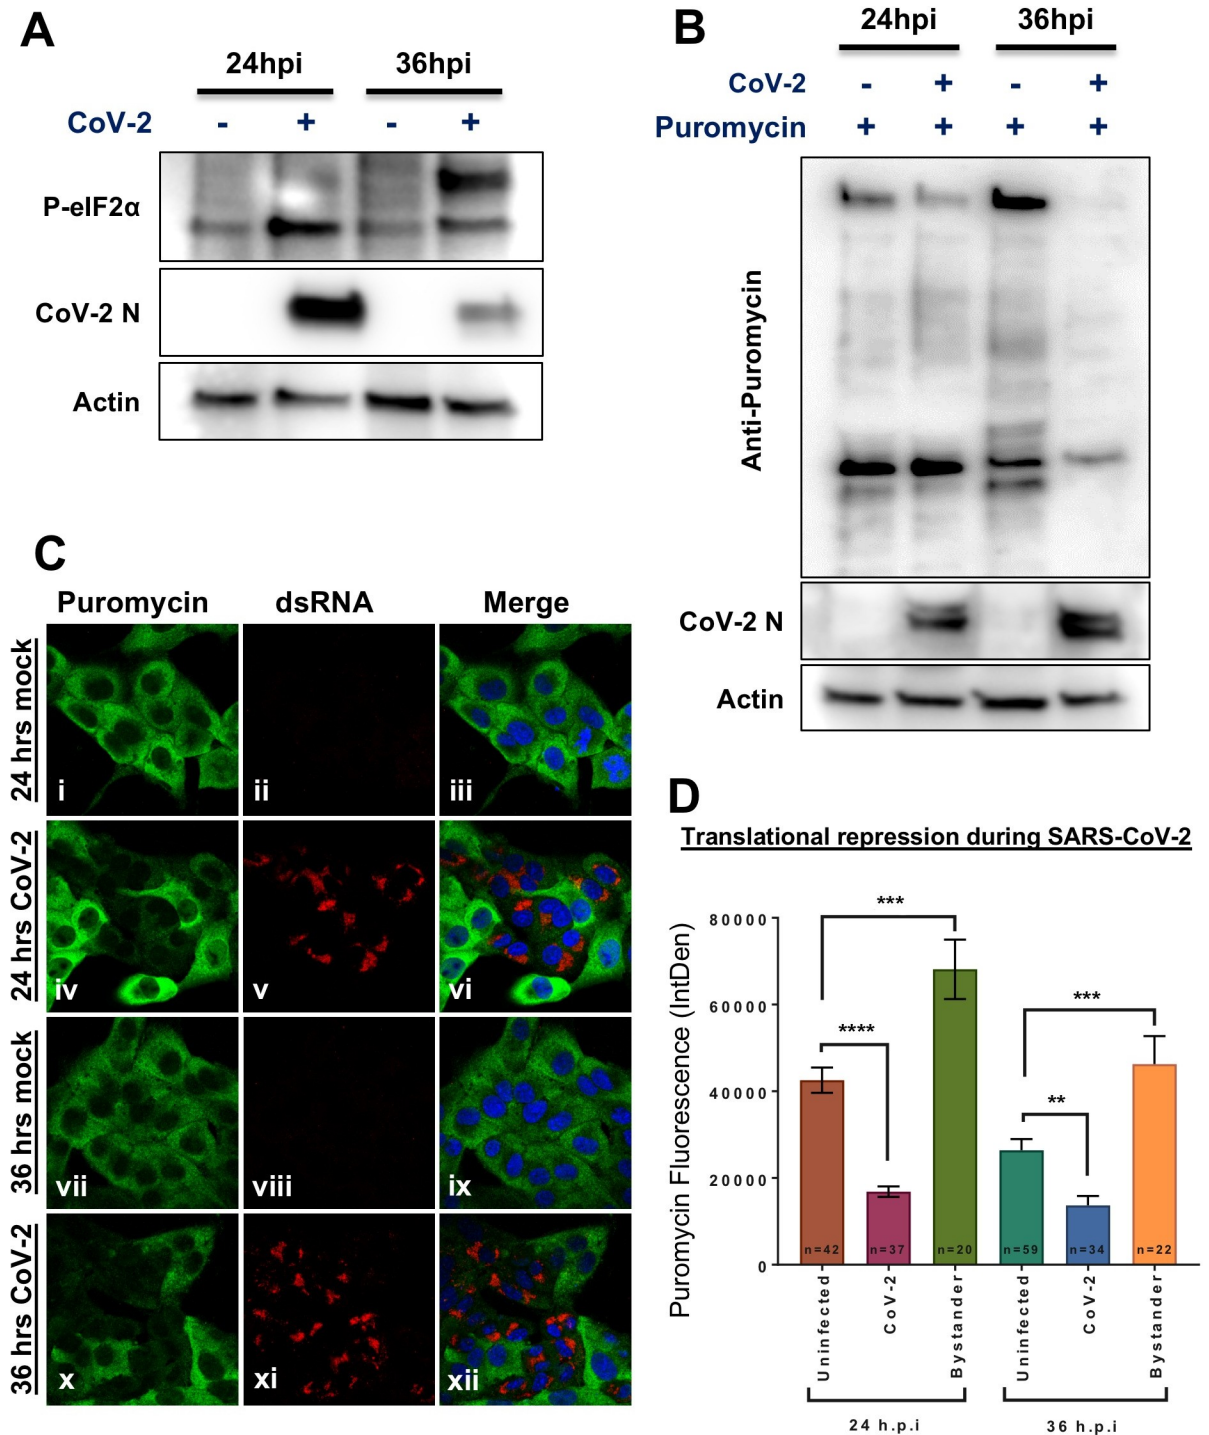 A
24hpi 36hpi
CoV-2 - + - +
P-eIF2α
CoV-2 N
Actin
B
24hpi 36hpi
CoV-2 - + - +
Puromycin + + + +
Anti-Puromycin
CoV-2 N
Actin
C
Puromycin dsRNA Merge
24 hrs mock
i ii iii
24 hrs CoV-2
iv v vi
36 hrs mock
vii viii ix
36 hrs CoV-2
x xi xii
D
Translational repression during SARS-CoV-2
Puromycin Fluorescence (IntDen)
80000
60000
40000
20000
0
*** **** *** **
n=42 n=37 n=20 n=59 n=34 n=22
Uninfected CoV-2 Bystander Uninfected CoV-2 Bystander
24 h.p.i 36 h.p.i